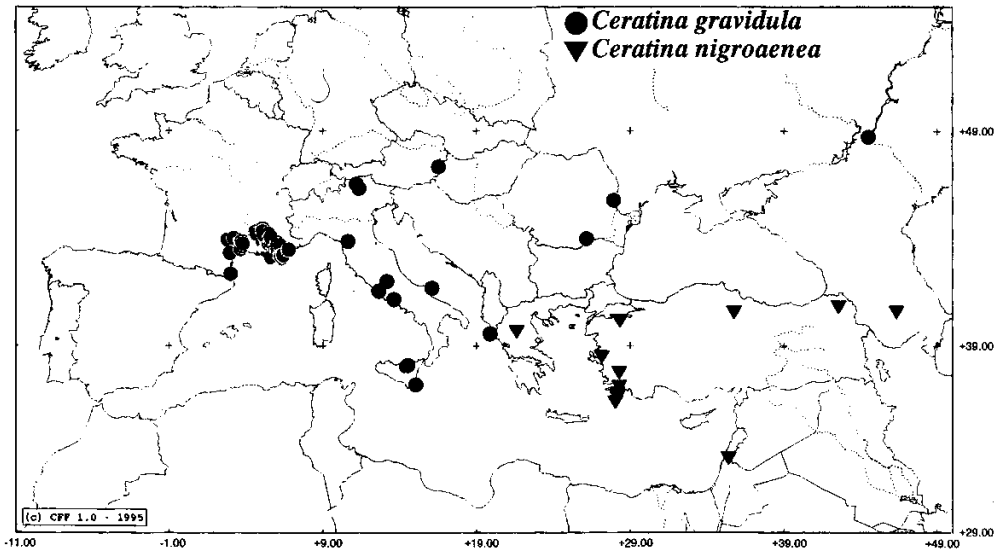 Ceratina gravidula
Ceratina nigroaenea
+49.00
+39.00
(c) CFF 1.0 - 1995
+29.00
-11.00 -1.00 +9.00 +19.00 +29.00 +39.00 +49.00